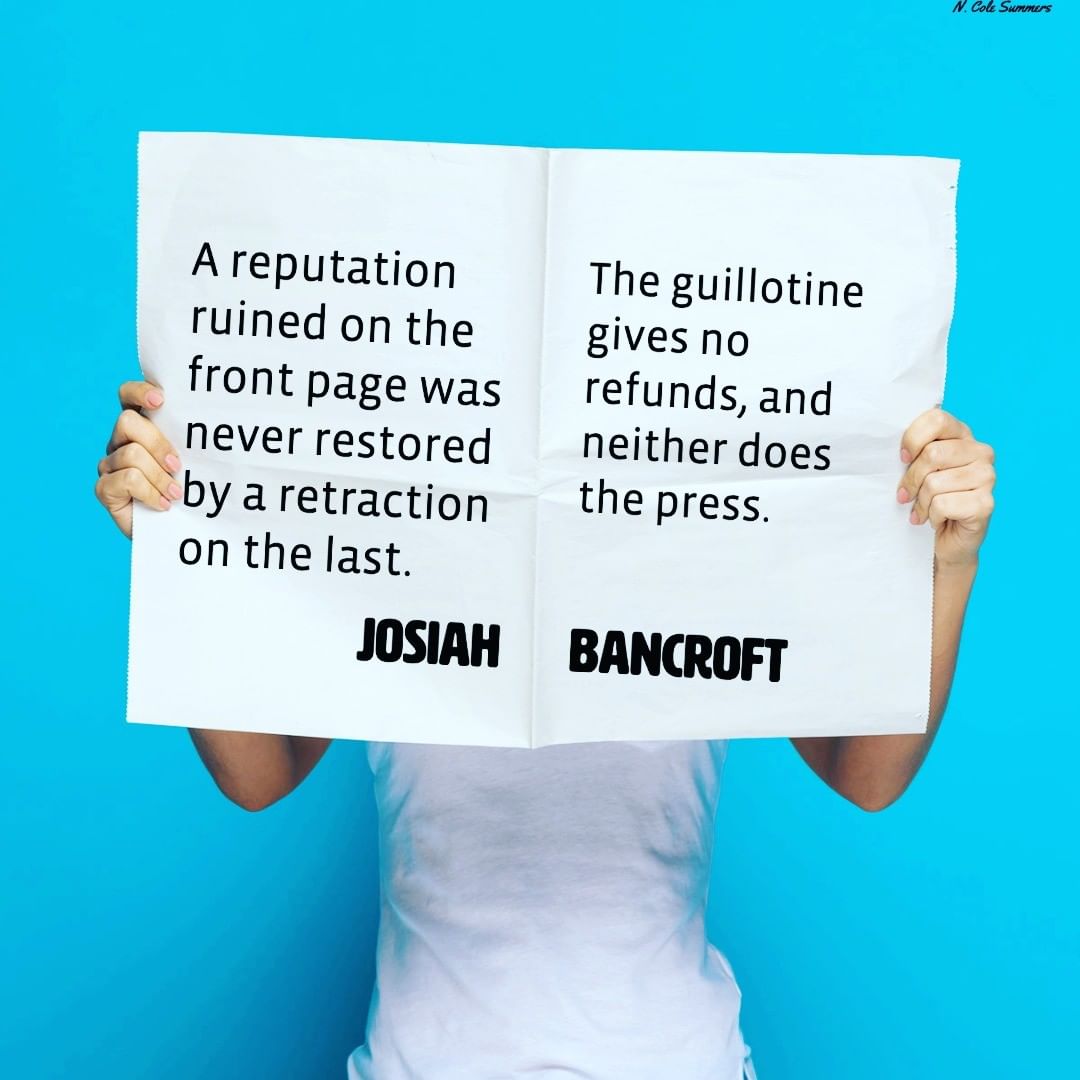 N. Cole Summers
A reputation
ruined on the
front page was
never restored
by a retraction
on the last.
The guillotine
gives no
refunds, and
neither does
the press.
JOSIAH BANCROFT